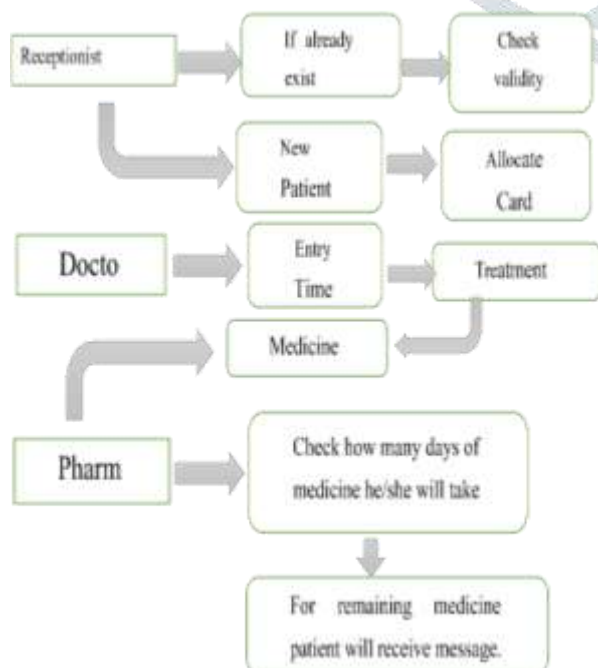 Receptionist
If already
exist
Check
validity
New
Patient
Allocate
Card
Docto
Entry
Time
Treatment
Medicine
Pharm
Check how many days of
medicine he/she will take
For remaining medicine
patient will receive message.